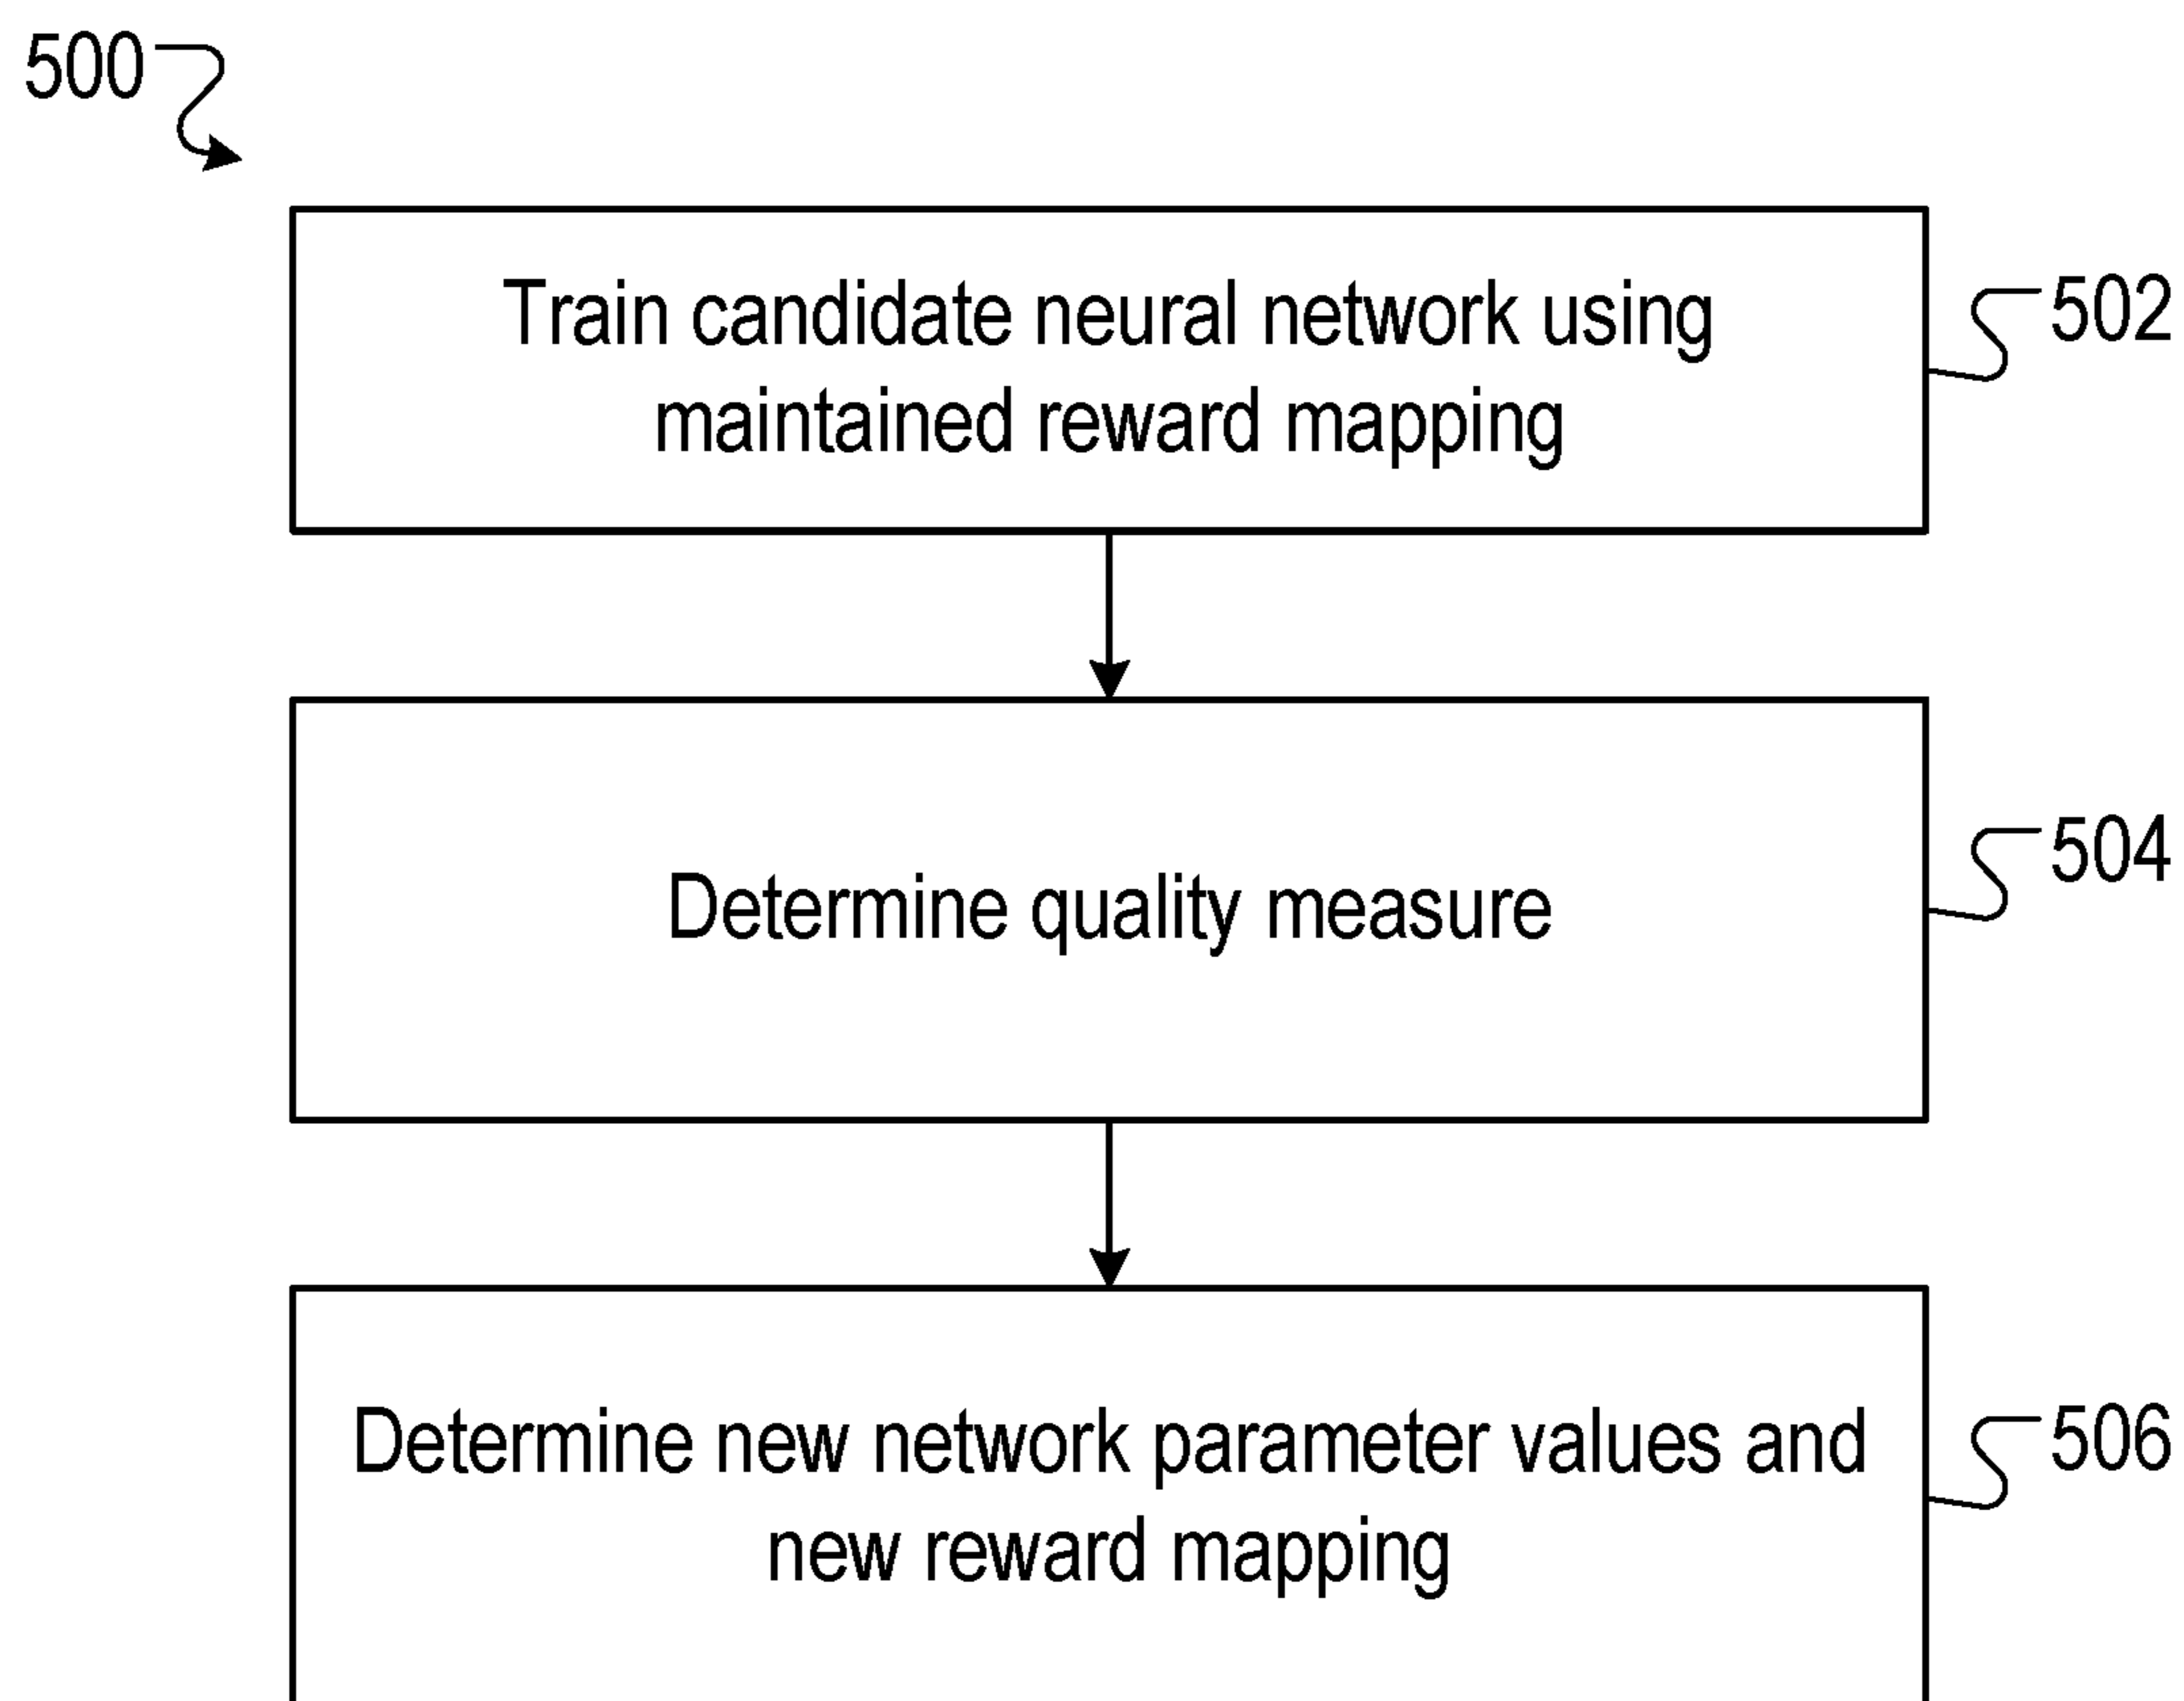 500
Train candidate neural network using
maintained reward mapping
502
Determine quality measure
504
Determine new network parameter values and
new reward mapping
506